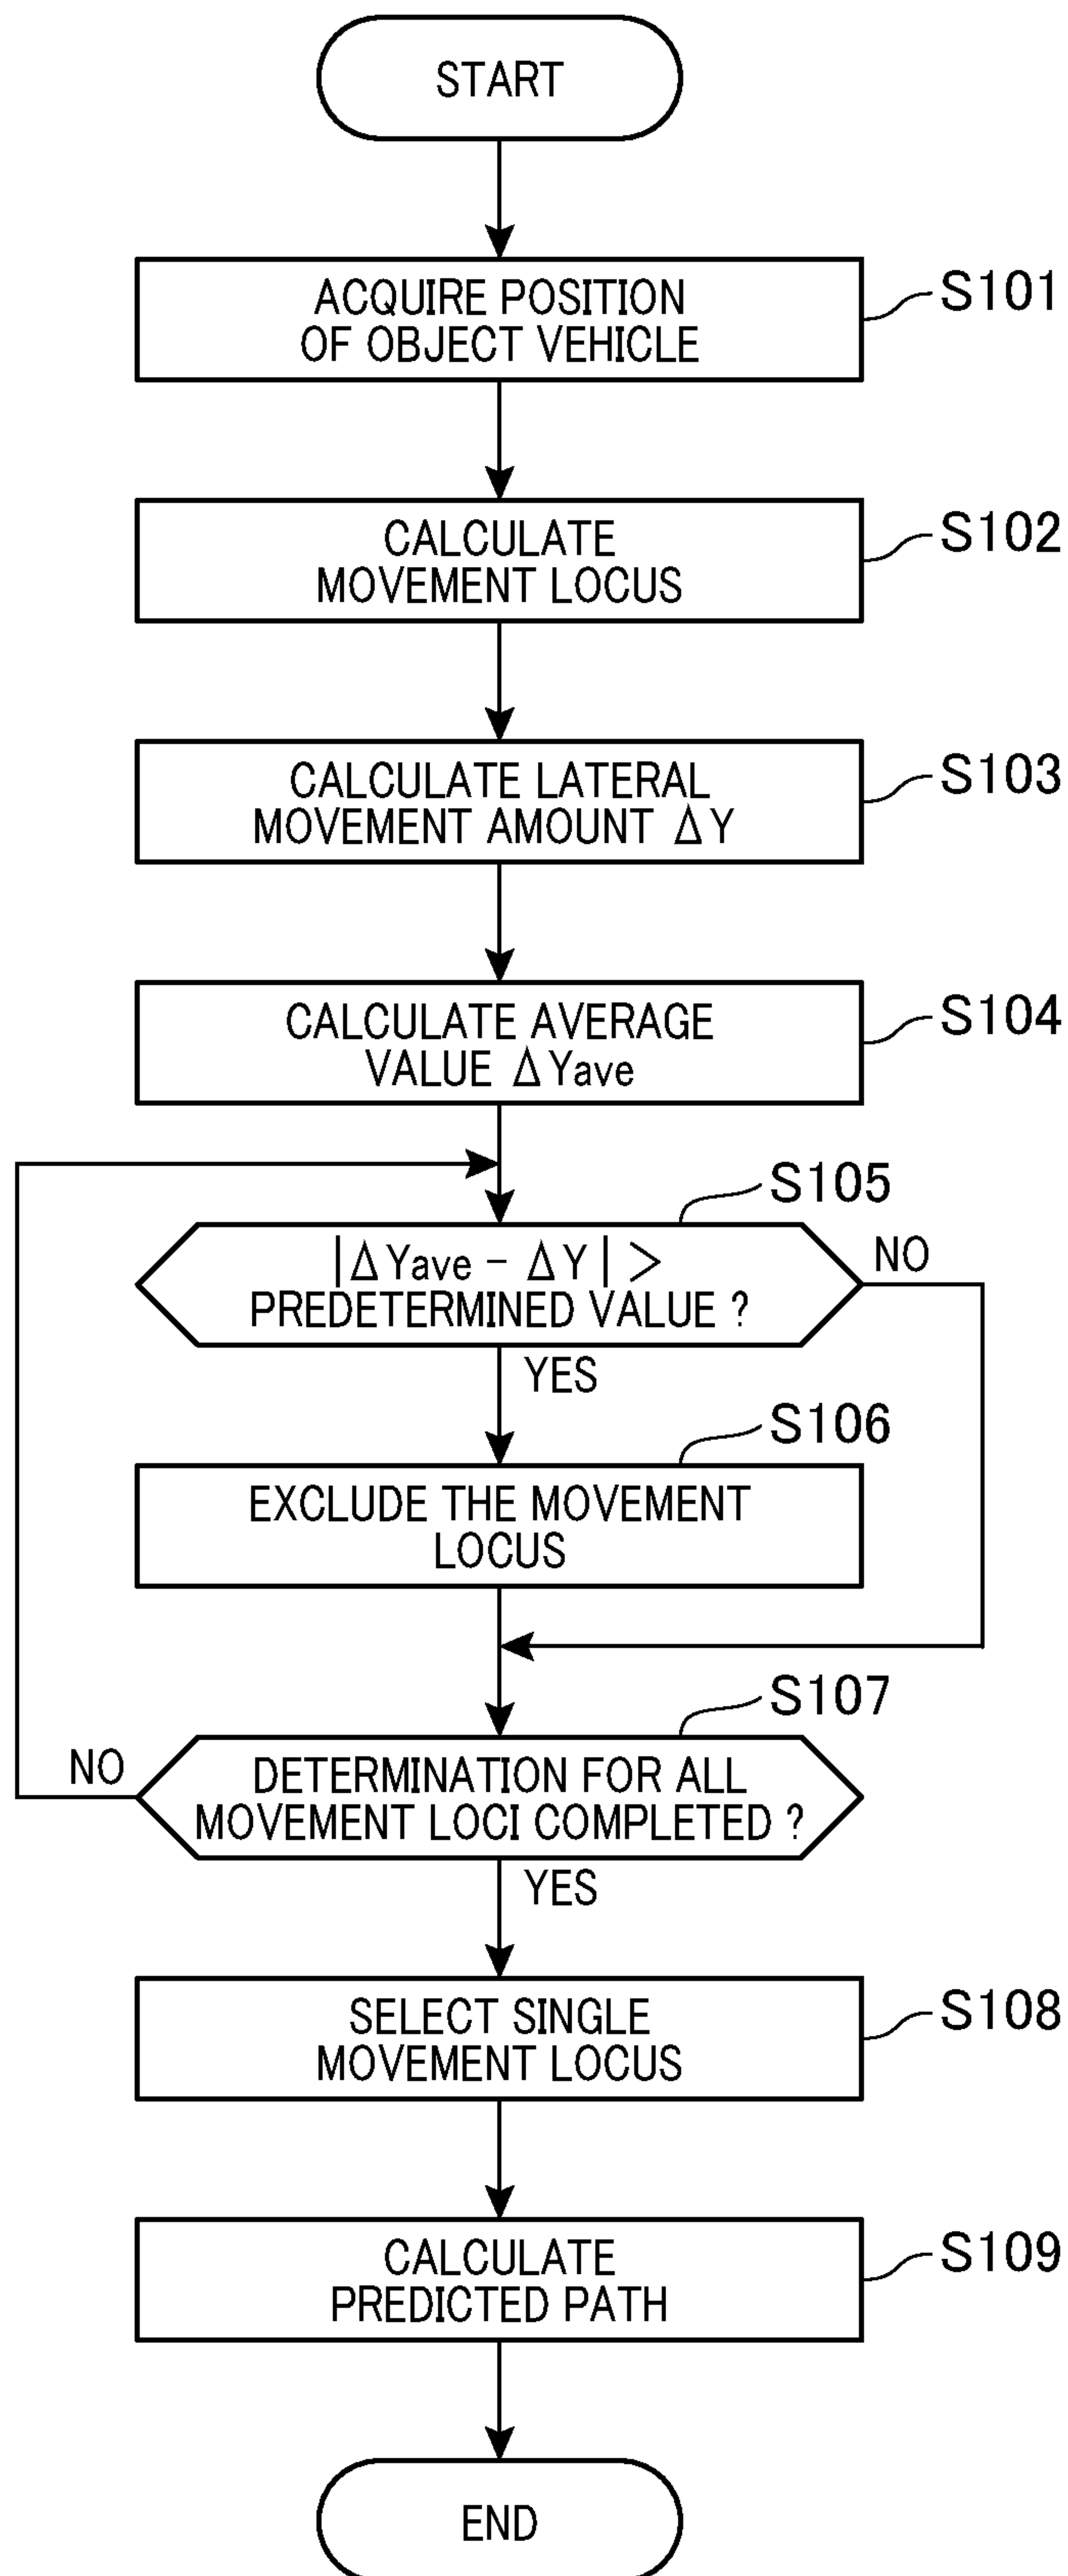 START
ACQUIRE POSITION
OF OBJECT VEHICLE
S101
CALCULATE
MOVEMENT LOCUS
S102
CALCULATE LATERAL
MOVEMENT AMOUNT ΔY
S103
CALCULATE AVERAGE
VALUE ΔYave
S104
S105
|ΔYave - ΔY| >
PREDETERMINED VALUE ?
NO
YES
S106
EXCLUDE THE MOVEMENT
LOCUS
S107
NO
DETERMINATION FOR ALL
MOVEMENT LOCI COMPLETED ?
YES
SELECT SINGLE
MOVEMENT LOCUS
S108
CALCULATE
PREDICTED PATH
S109
END